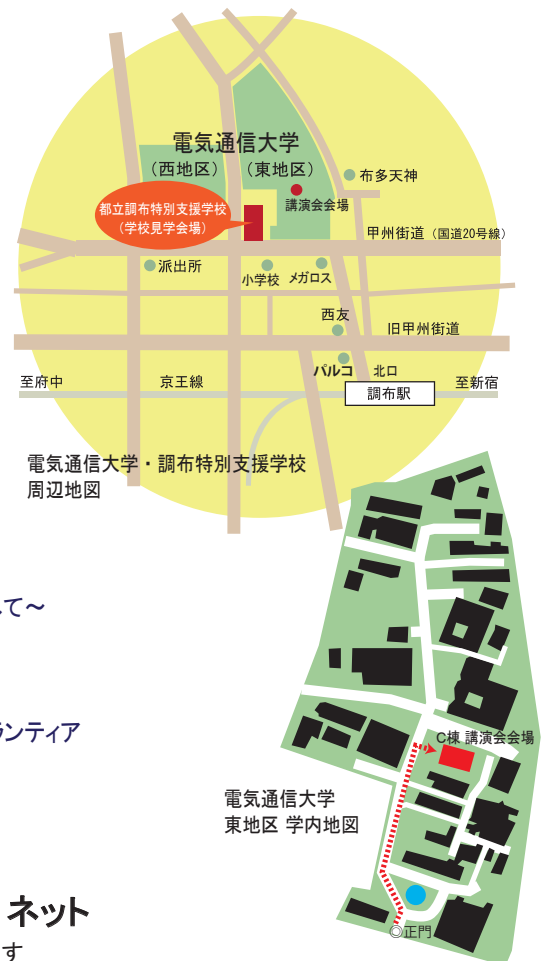 電気通信大学
（西地区）（東地区）
布多天神
都立調布特別支援学校
（学校見学会場）
講演会会場
甲州街道（国道20号線）
派出所
小学校
メガロス
西友
旧甲州街道
パルコ
北口
至府中
京王線
調布駅
至新宿
電気通信大学・調布特別支援学校
周辺地図
して～
ランティア
C棟 講演会会場
電気通信大学
東地区 学内地図
ネット
す
◎正門